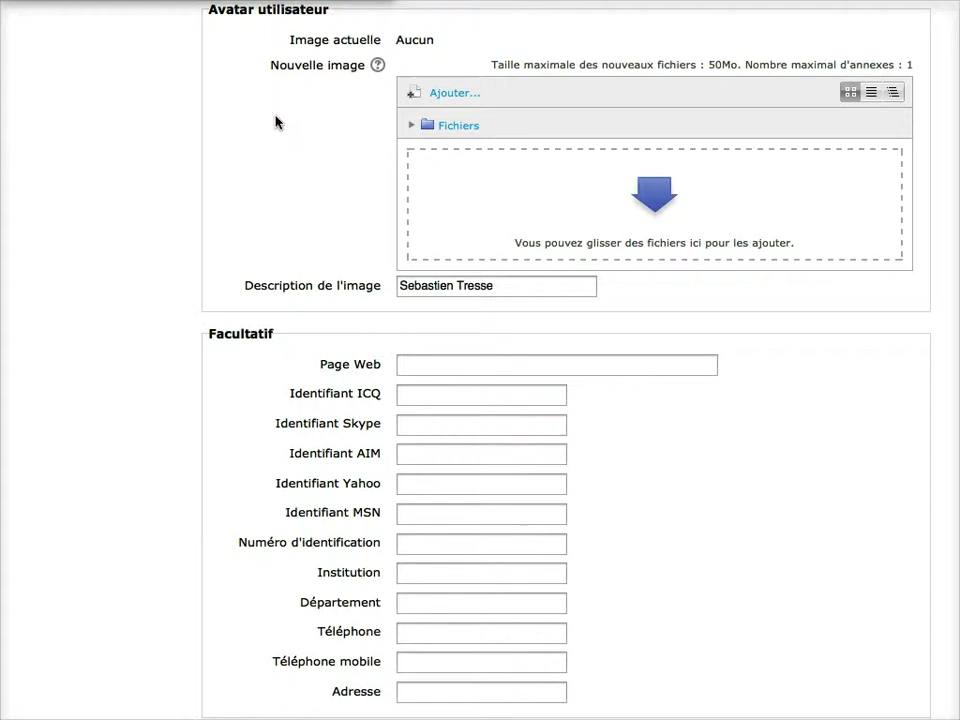 Avatar utilisateur
Image actuelle Aucun
Nouvelle image Taille maximale des nouveaux fichiers : 50Mo. Nombre maximal d'annexes : 1
Ajouter...
Fichiers
Vous pouvez glisser des fichiers ici pour les ajouter.
Description de l'image Sebastien Tresse
Facultatif
Page Web
Identifiant ICQ
Identifiant Skype
Identifiant AIM
Identifiant Yahoo
Identifiant MSN
Numéro d'identification
Institution
Département
Téléphone
Téléphone mobile
Adresse